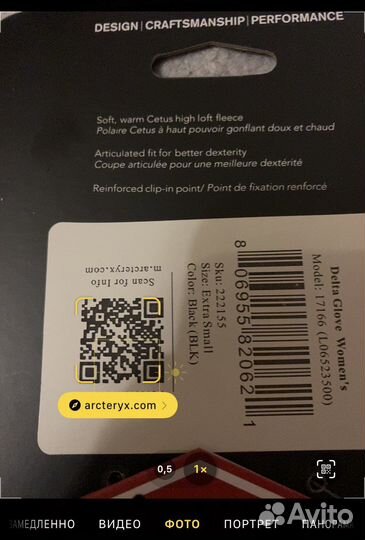 DESIGN | CRAFTSMANSHIP | PERFORMANCE
Soft, warm Cetus high loft fleece
Polaire Cetus à haut pouvoir gonflant doux et chaud
Articulated fit for better dexterity
Coupe articulée pour une meilleure dextérité
Reinforced clip-in point/ Point de fixation renforcé
Delta Glove Women's
Model: 17166 (L06523500)
8 06955 82062 1
Sku: 222155
Size: Extra Small
Color: Black (BLK)
Scan for Info
m.arcteryx.com
arcteryx.com
0,5
1×
ЗАМЕДЛЕННО
ВИДЕО
ФОТО
ПОРТРЕТ
ПАНОРАМ
Avito